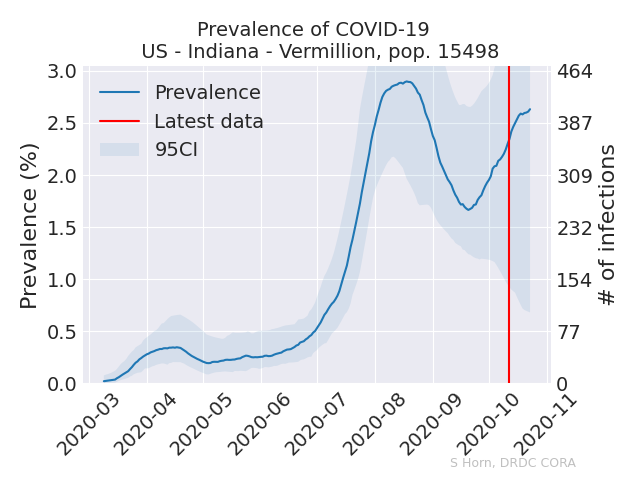 Prevalence of COVID-19
US - Indiana - Vermillion, pop. 15498
Prevalence
Latest data
95CI
Prevalence (%)
3.0
2.5
2.0
1.5
1.0
0.5
0.0
464
387
309
232
154
77
0
# of infections
2020-03
2020-04
2020-05
2020-06
2020-07
2020-08
2020-09
2020-10
2020-11
S Horn, DRDC CORA